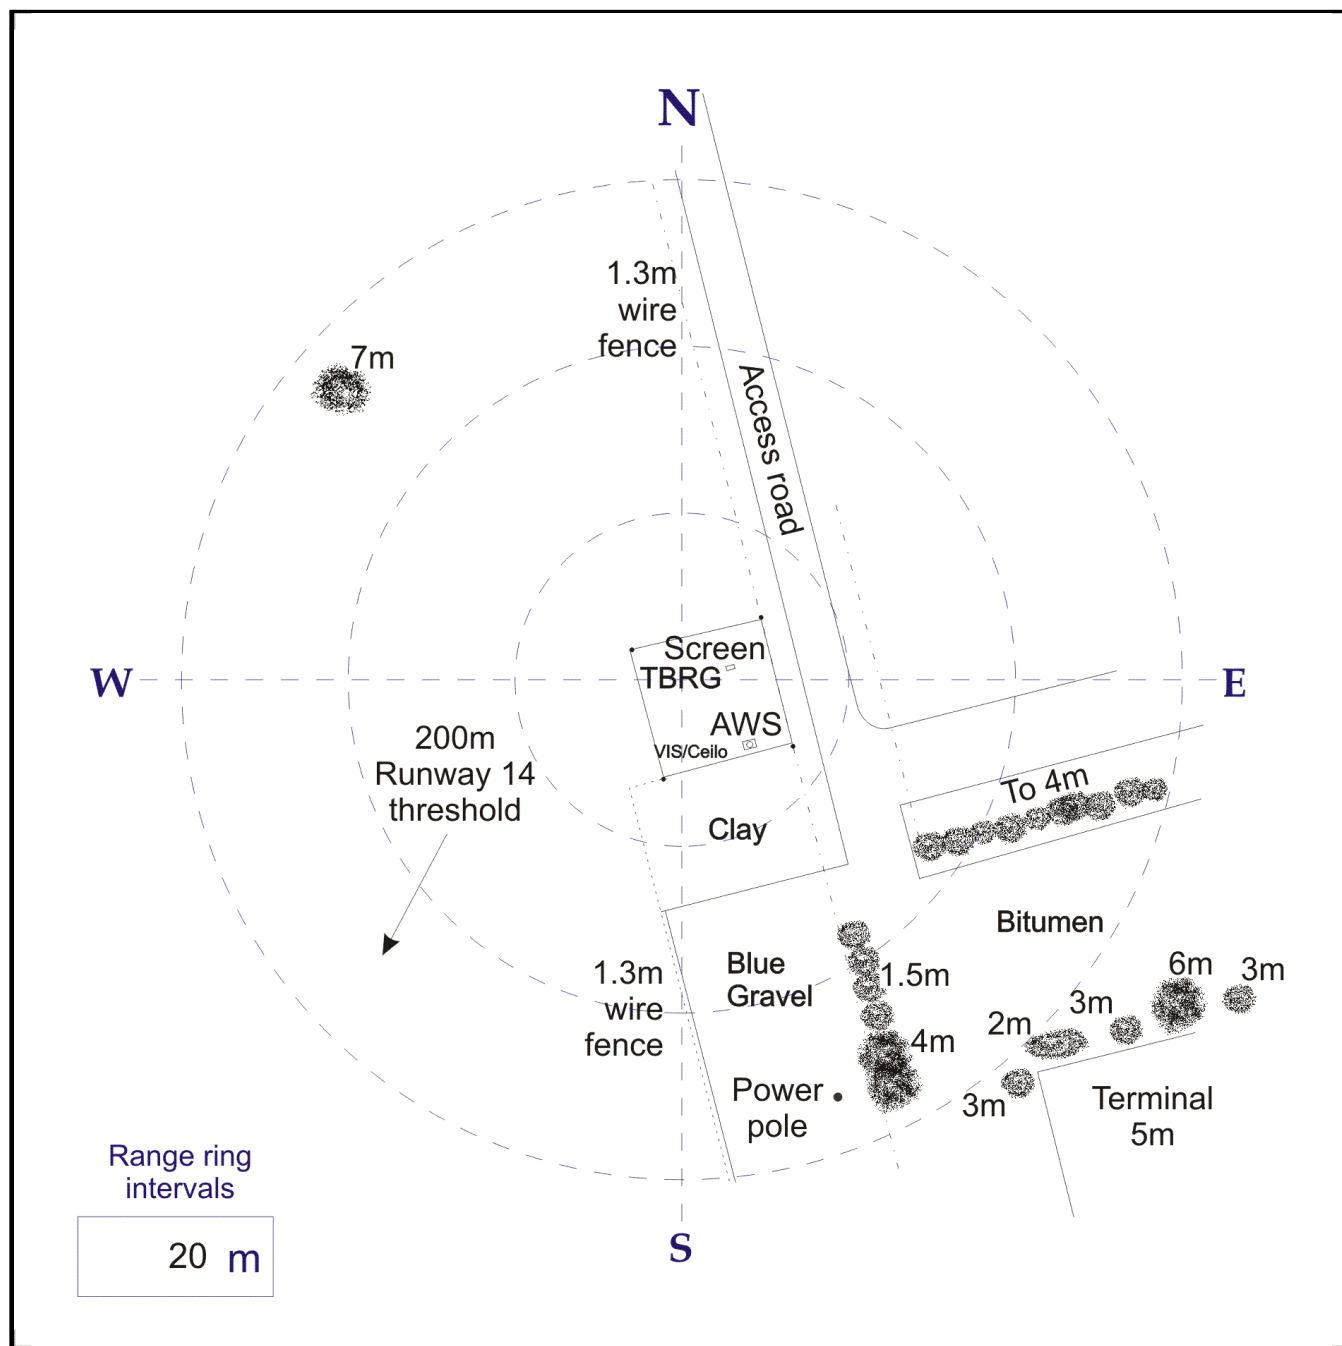 N
1.3m
wire
fence
7m
Access road
Screen
TBRG
W
E
AWS
VIS/Ceilo
200m
Runway 14
threshold
To 4m
Clay
Bitumen
Blue
Gravel
1.5m
1.3m
wire
fence
6m
3m
3m
2m
4m
Power
pole
3m
Terminal
5m
Range ring
intervals
20 m
S